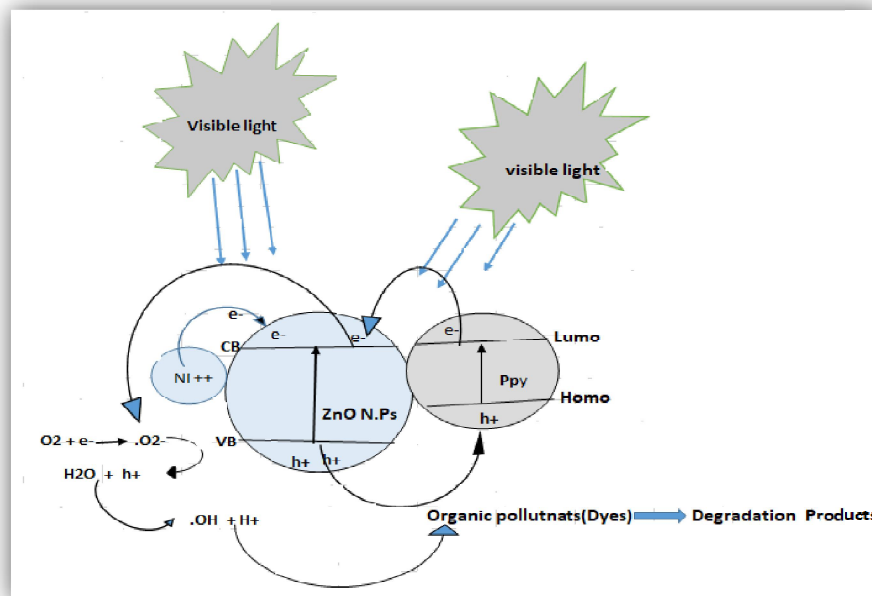 Visible light
visible light
e-
e-
e-
e-
CB
Lumo
NI ++
Ppy
Homo
ZnO N.Ps
h+
O2 + e-
.O2-
VB
h+ h+
H2O + h+
.OH + H+
Organic pollutnats(Dyes)
Degradation Products